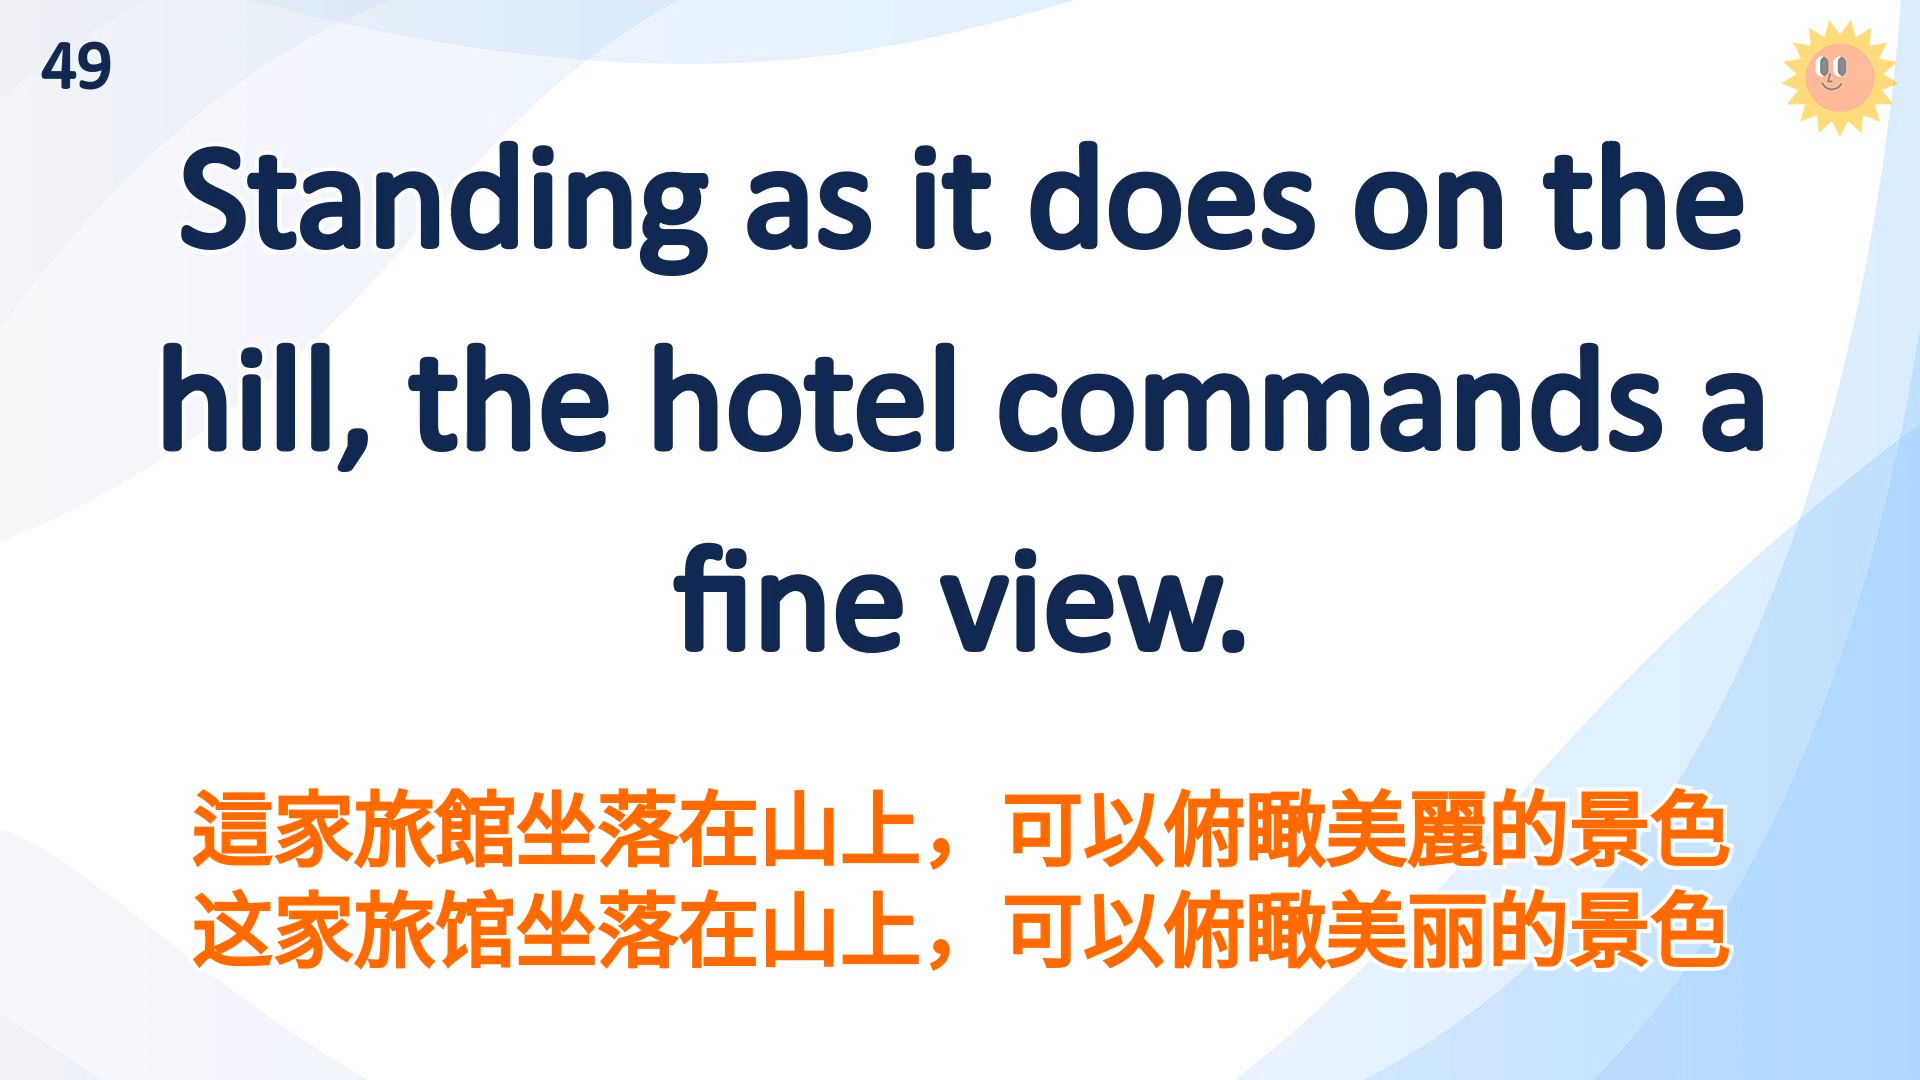 49
Standing as it does on the
hill, the hotel commands a
fine view.
這家旅館坐落在山上，可以俯瞰美麗的景色
这家旅馆坐落在山上，可以俯瞰美丽的景色